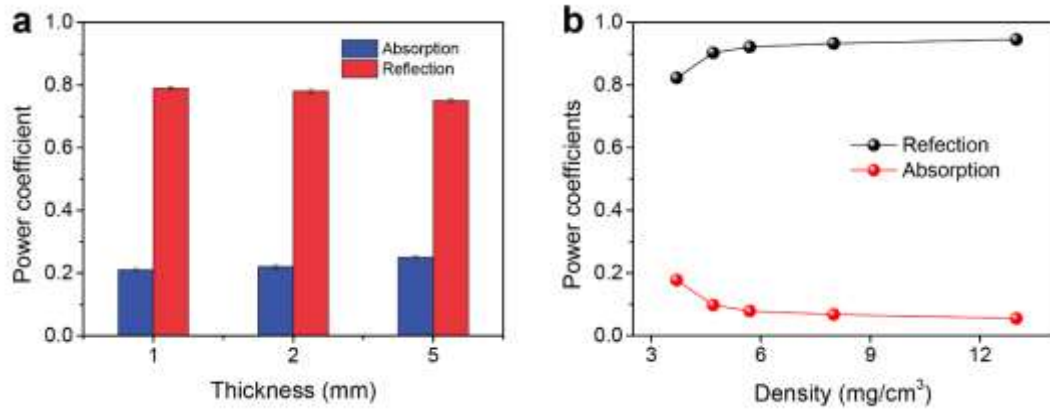 a
Absorption
Reflection
Power coefficient
1.0
0.8
0.6
0.4
0.2
0.0
1
2
5
Thickness (mm)
b
Refection
Absorption
Power coefficients
1.0
0.8
0.6
0.4
0.2
0.0
3
6
9
12
Density (mg/cm³)